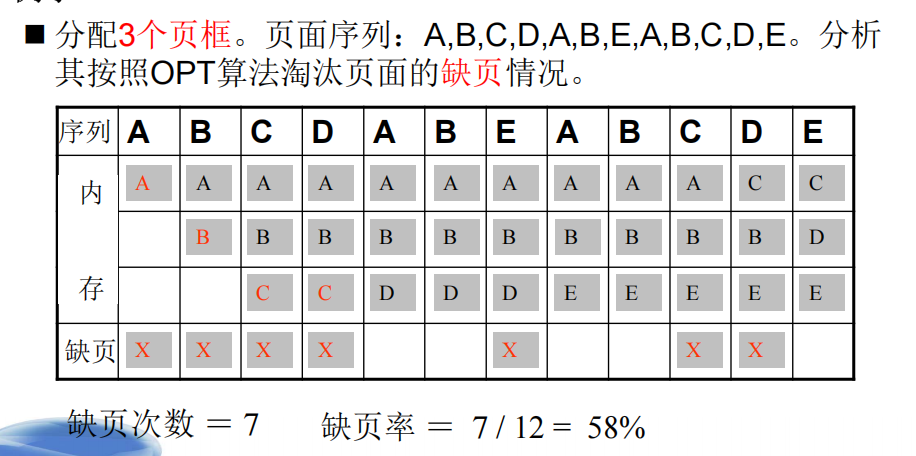 ■ 分配3个页框。页面序列：A,B,C,D,A,B,E,A,B,C,D,E。分析
其按照OPT算法淘汰页面的缺页情况。
序列 A B C D A B E A B C D E
内 A A A A A A A A A A C C
B B B B B B B B B B D
存 C C D D D E E E E E
缺页 X X X X X X X
缺页次数 = 7 缺页率 = 7 / 12 = 58%